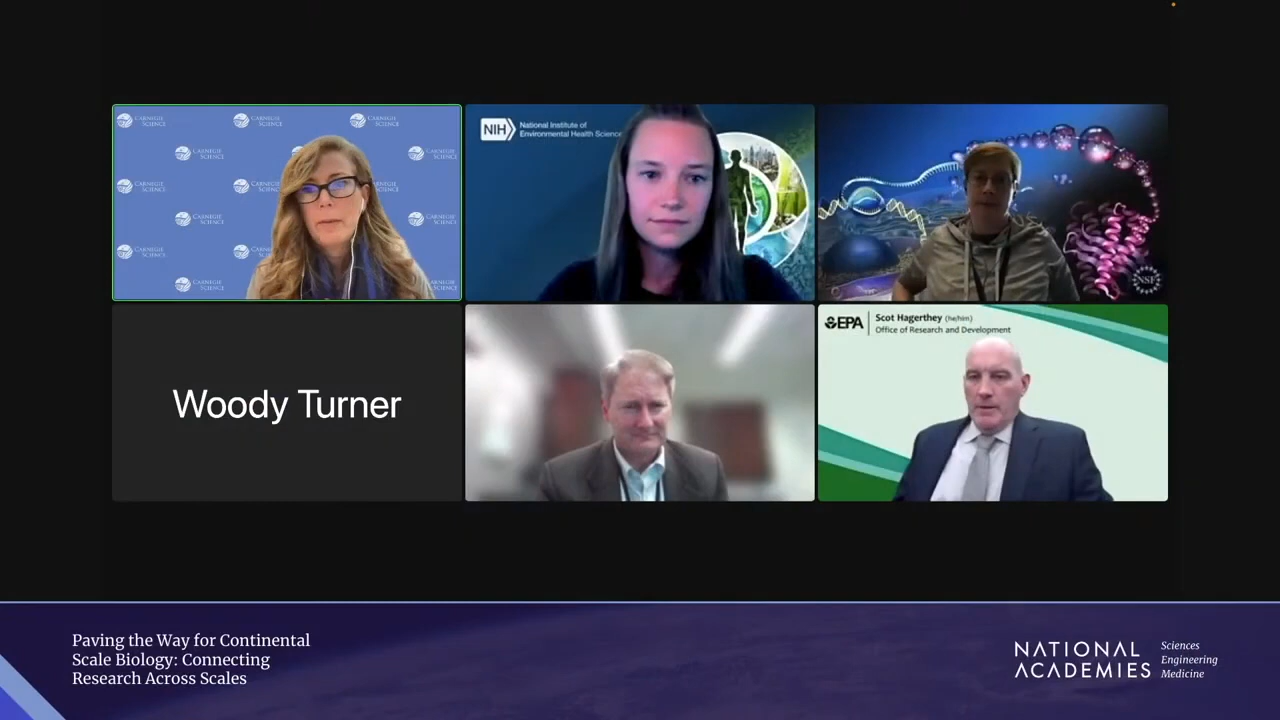 CARNEGIE
SCIENCE
NIH
National Institute of
Environmental Health Sciences
NSF
Woody Turner
EPA
Scot Hagerthey (he/him)
Office of Research and Development
Paving the Way for Continental
Scale Biology: Connecting
Research Across Scales
NATIONAL
ACADEMIES
Sciences
Engineering
Medicine